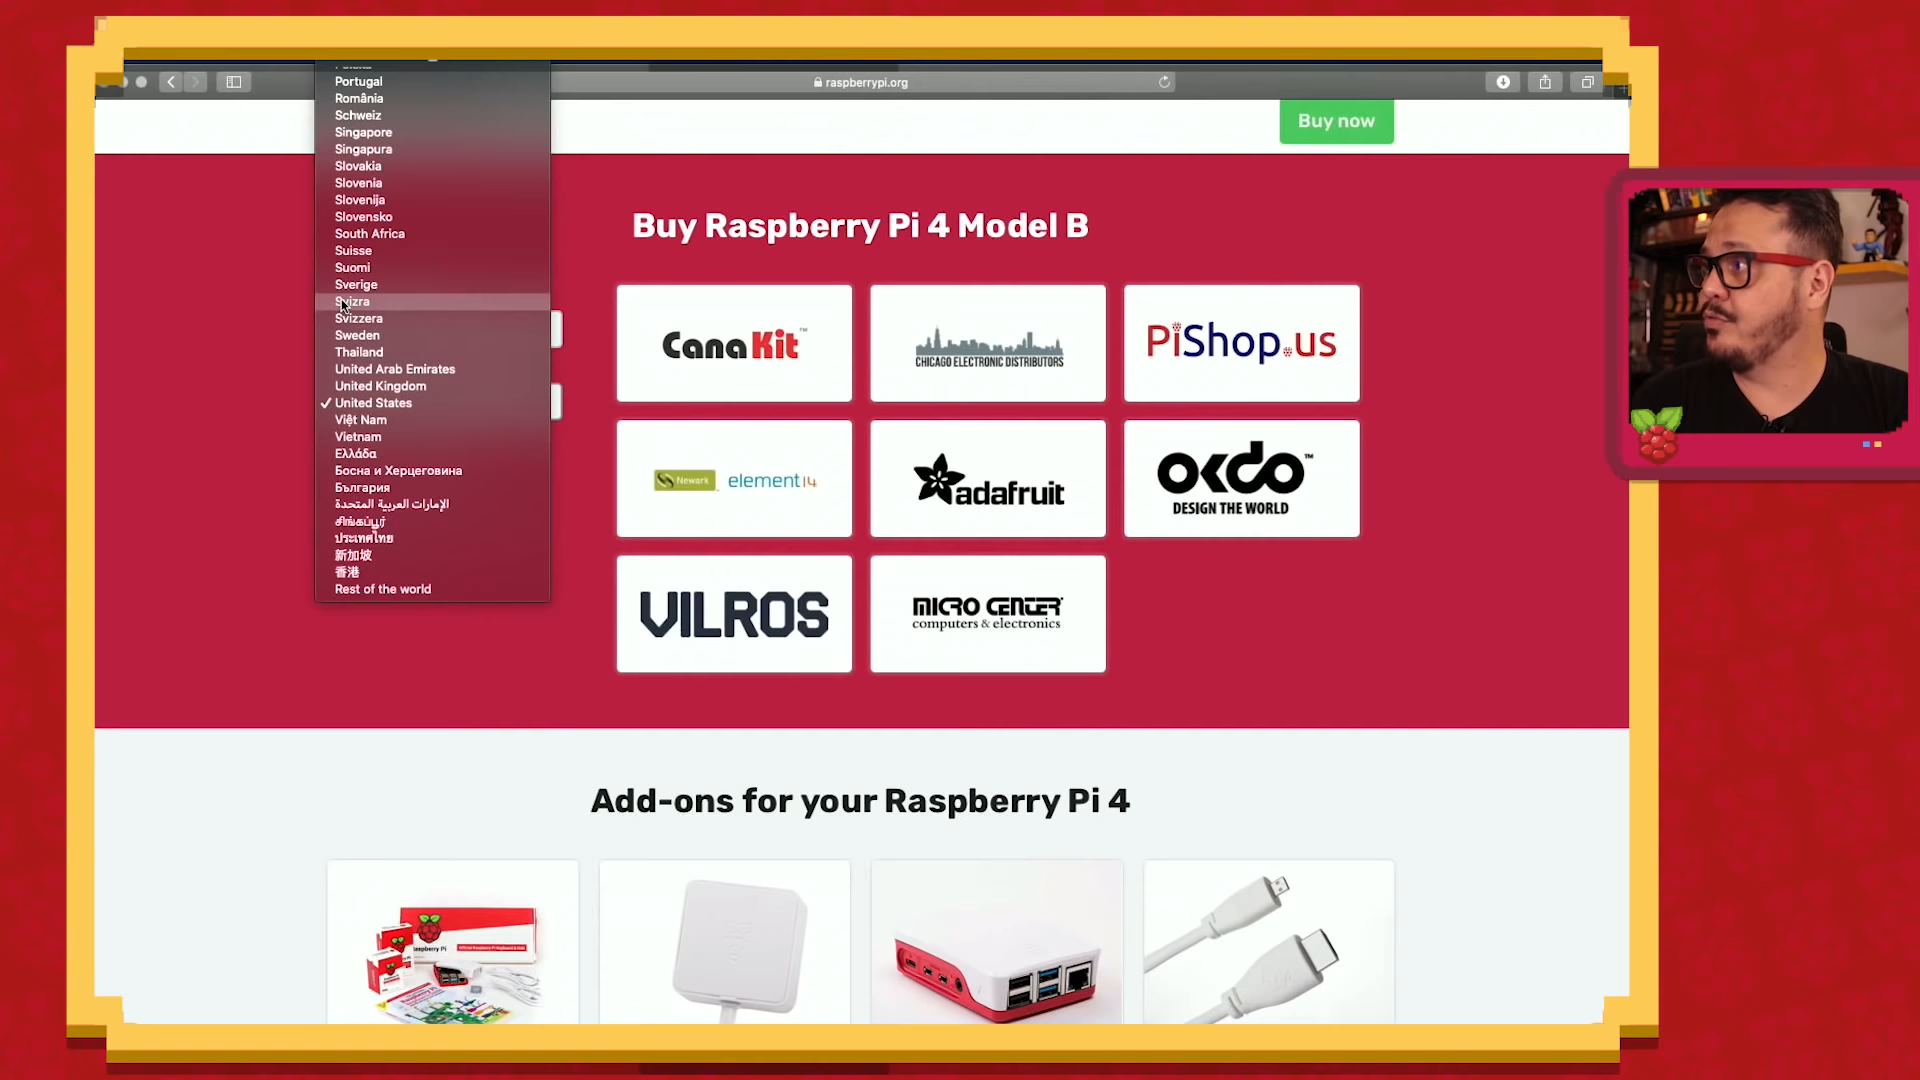 Portugal
România
Schweiz
Singapore
Singapura
Slovakia
Slovenia
Slovenija
Slovensko
South Africa
Suisse
Suomi
Sverige
Svizra
Svizzera
Sweden
Thailand
United Arab Emirates
United Kingdom
✓ United States
Việt Nam
Vietnam
Ελλάδα
Босна и Херцеговина
България
الإمارات العربية المتحدة
சிங்கப்பூர்
ประเทศไทย
新加坡
香港
Rest of the world
raspberrypi.org
Buy now
Buy Raspberry Pi 4 Model B
CanaKit™
CHICAGO ELECTRONIC DISTRIBUTORS
PiShop.us
Newark element14
adafruit
OKdo™
DESIGN THE WORLD
VILROS
MICRO CENTER
computers & electronics
Add-ons for your Raspberry Pi 4